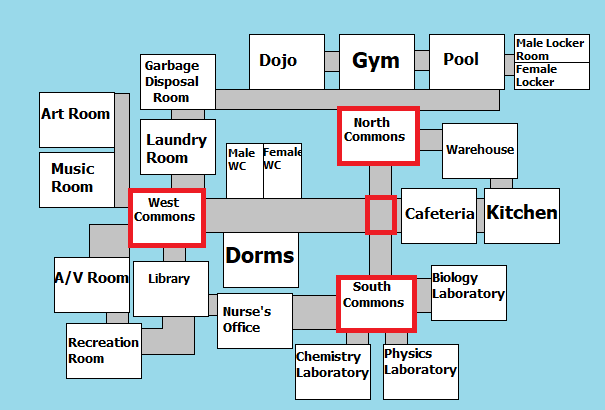 Dojo
Gym
Pool
Male Locker
Room
Female
Locker
Garbage
Disposal
Room
Art Room
Music
Room
Laundry
Room
North
Commons
Warehouse
Male
WC
Female
WC
West
Commons
Cafeteria
Kitchen
Dorms
A/V Room
Library
Nurse's
Office
South
Commons
Biology
Laboratory
Recreation
Room
Chemistry
Laboratory
Physics
Laboratory